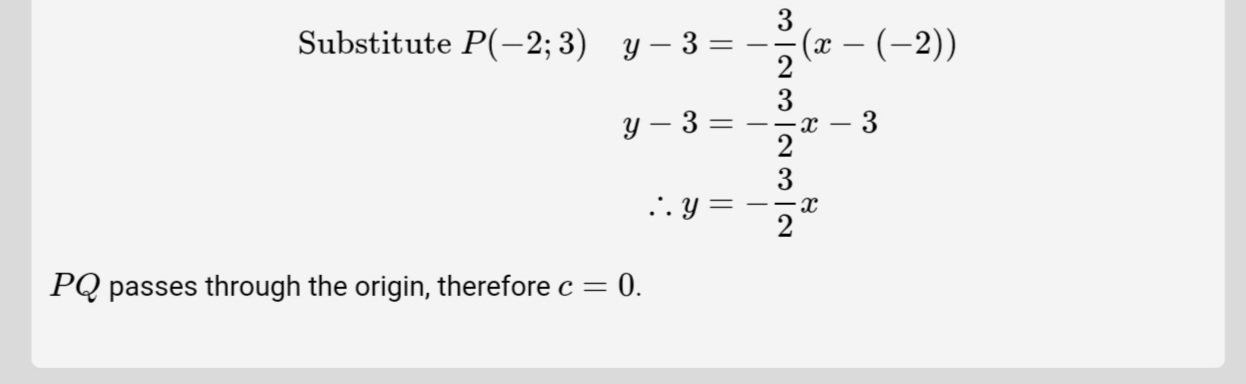 Substitute P(−2; 3) y − 3 = −3/2(x − (−2))
y − 3 = −3/2x − 3
∴ y = −3/2x
PQ passes through the origin, therefore c = 0.